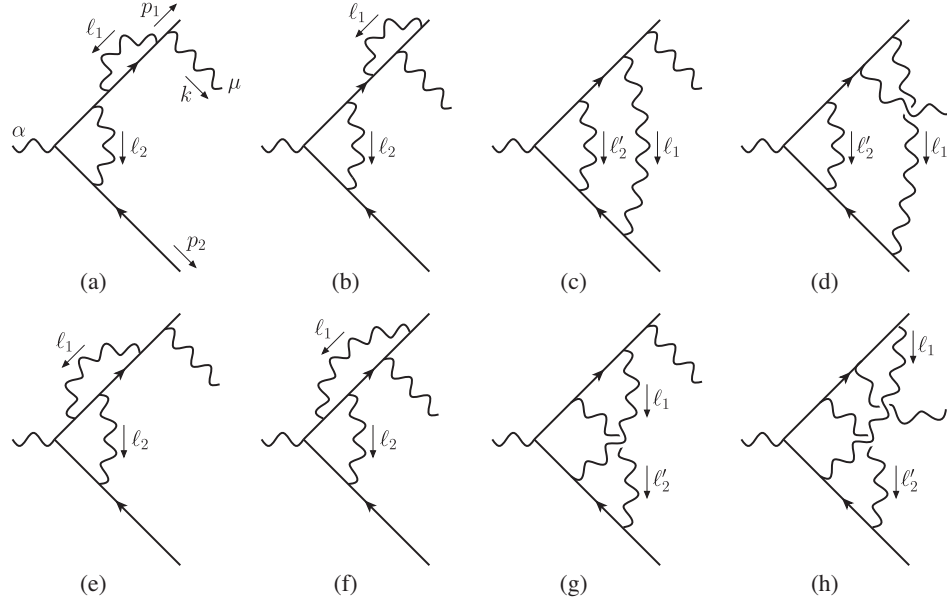 ℓ₁ p₁ k μ α ℓ₂ p₂
(a)
ℓ₁ ℓ₂
(b)
ℓ′₂ ℓ₁
(c)
ℓ′₂ ℓ₁
(d)
ℓ₁ ℓ₂
(e)
ℓ₁ ℓ₂
(f)
ℓ₁ ℓ′₂
(g)
ℓ₁ ℓ′₂
(h)